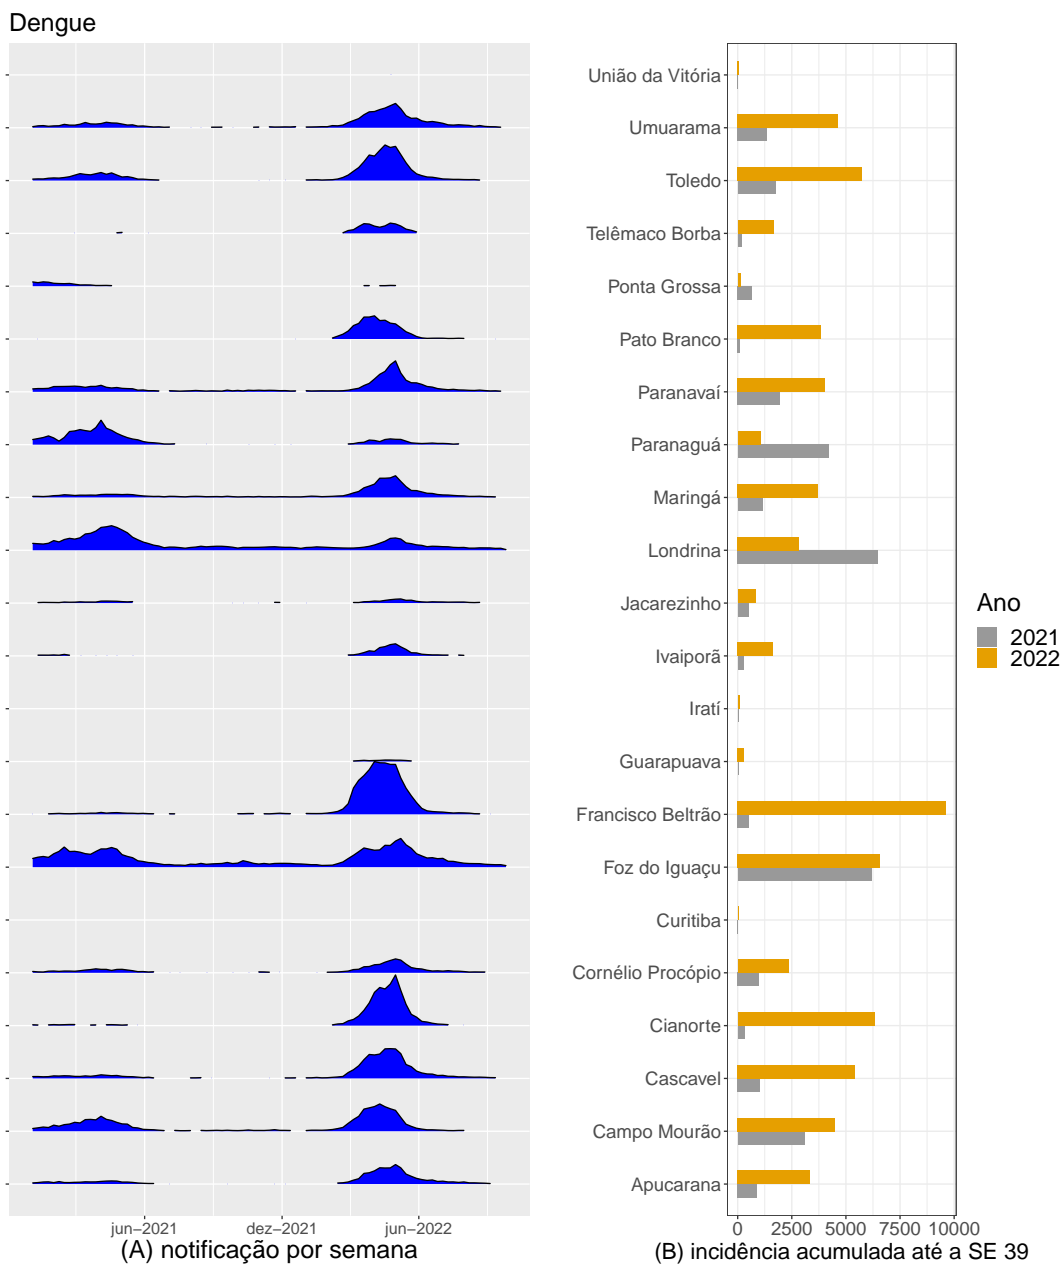 Dengue
União da Vitória
Umuarama
Toledo
Telêmaco Borba
Ponta Grossa
Pato Branco
Paranavaí
Paranaguá
Maringá
Londrina
Jacarezinho
Ivaiporã
Iratí
Guarapuava
Francisco Beltrão
Foz do Iguaçu
Curitiba
Cornélio Procópio
Cianorte
Cascavel
Campo Mourão
Apucarana
Ano
2021
2022
jun−2021 dez−2021 jun−2022
0 2500 5000 7500 10000
(A) notificação por semana
(B) incidência acumulada até a SE 39